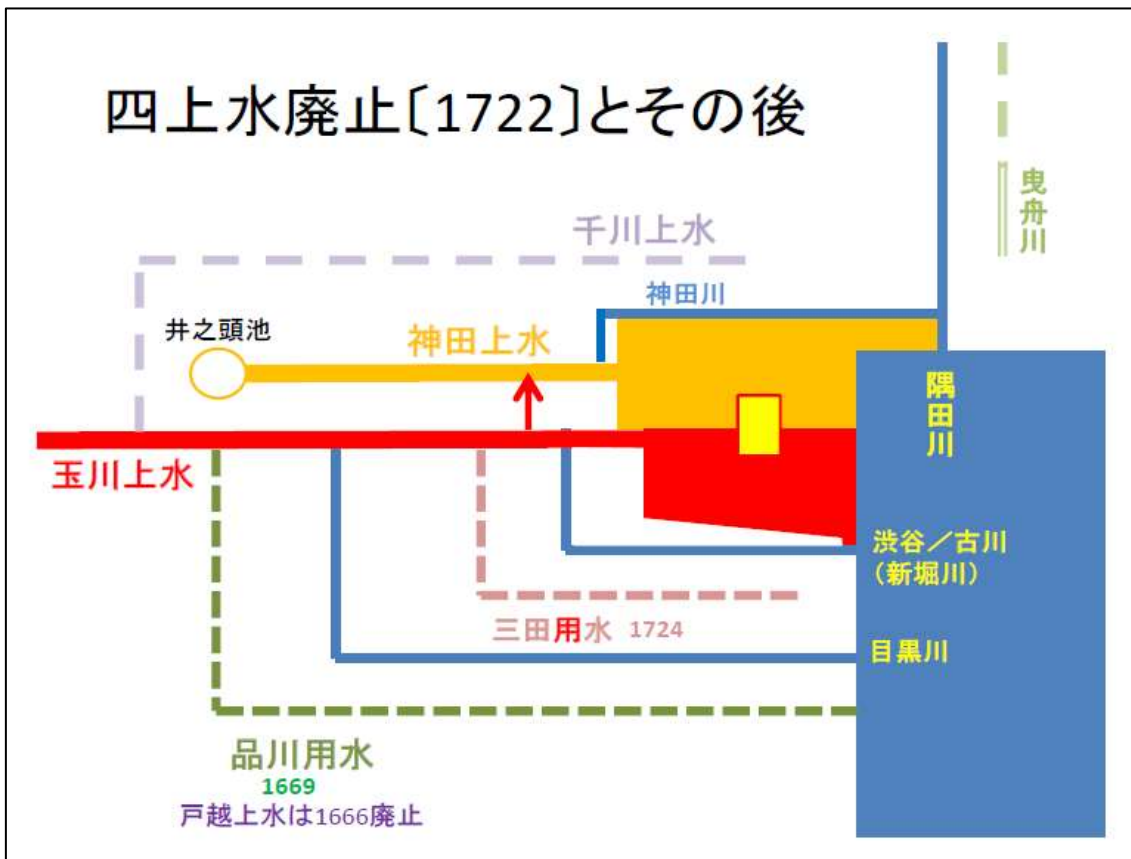 四上水廃止〔1722〕とその後
曳舟川
千川上水
神田川
井之頭池
神田上水
隅田川
玉川上水
渋谷／古川
（新堀川）
三田用水 1724
目黒川
品川用水
1669
戸越上水は1666廃止